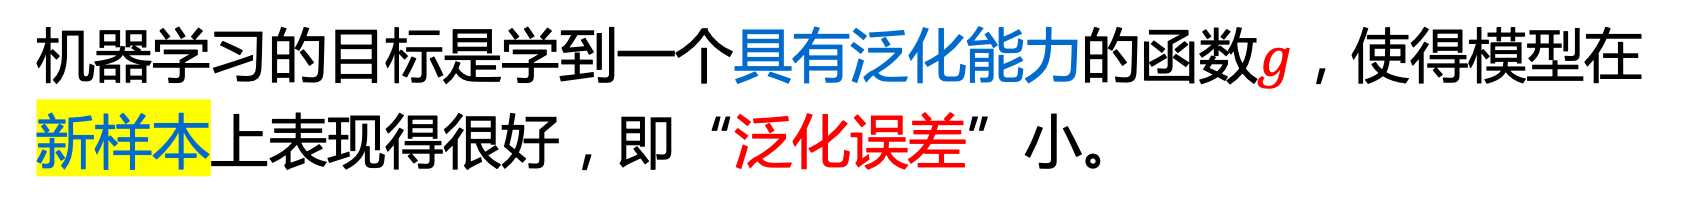 机器学习的目标是学到一个具有泛化能力的函数g，使得模型在
新样本上表现得很好，即“泛化误差”小。